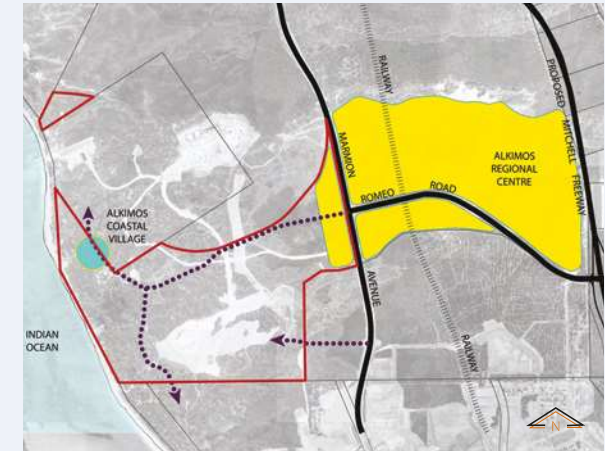 RAILWAY
MARMION
AVENUE
ROMEO ROAD
PROPOSED MITCHELL FREEWAY
ALKIMOS
REGIONAL
CENTRE
ALKIMOS
COASTAL
VILLAGE
INDIAN
OCEAN
RAILWAY
N